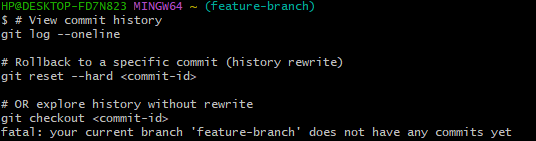 HP@DESKTOP-FD7N823 MINGW64 ~ (feature-branch)
$ # View commit history
git log --oneline
# Rollback to a specific commit (history rewrite)
git reset --hard <commit-id>
# OR explore history without rewrite
git checkout <commit-id>
fatal: your current branch 'feature-branch' does not have any commits yet